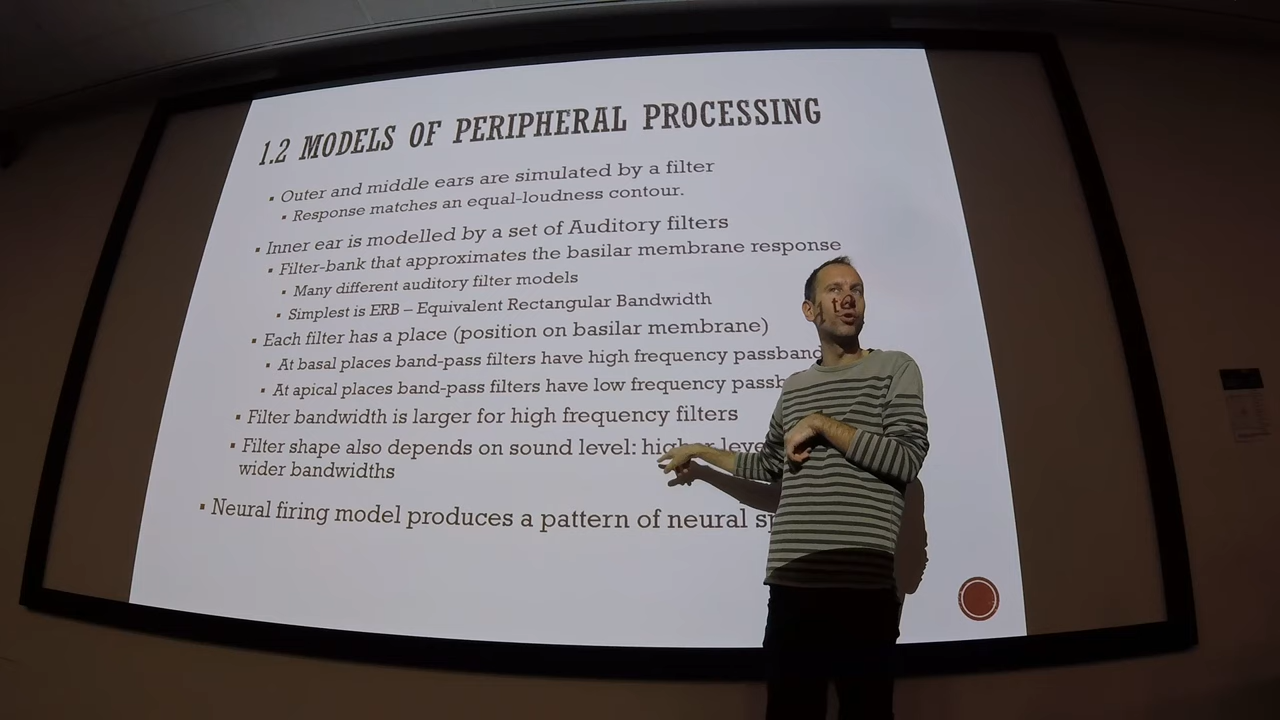 1.2 MODELS OF PERIPHERAL PROCESSING
▪ Outer and middle ears are simulated by a filter
▪ Response matches an equal-loudness contour.
▪ Inner ear is modelled by a set of Auditory filters
▪ Filter-bank that approximates the basilar membrane response
▪ Many different auditory filter models
▪ Simplest is ERB – Equivalent Rectangular Bandwidth
▪ Each filter has a place (position on basilar membrane)
▪ At basal places band-pass filters have high frequency passband
▪ At apical places band-pass filters have low frequency
▪ Filter bandwidth is larger for high frequency filters
▪ Filter shape also depends on sound level: higher
wider bandwidths
▪ Neural firing model produces a pattern of neural